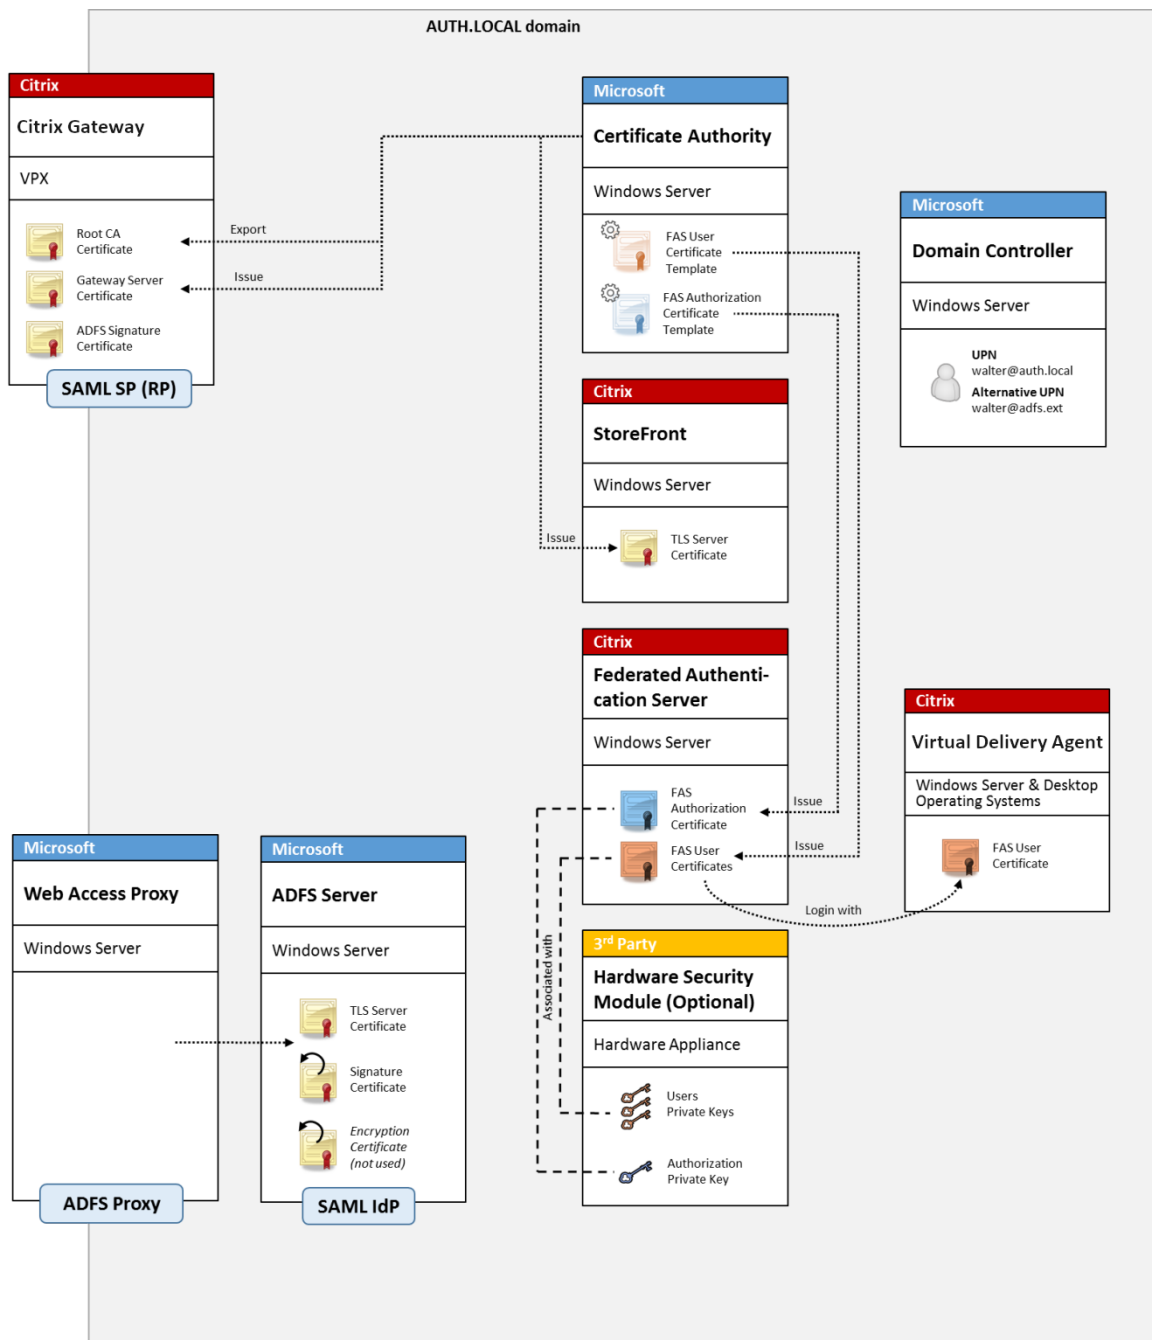 AUTH.LOCAL domain
Citrix
Citrix Gateway
VPX
Root CA
Certificate
Gateway Server
Certificate
ADFS Signature
Certificate
SAML SP (RP)
Export
Issue
Microsoft
Certificate Authority
Windows Server
FAS User
Certificate
Template
FAS Authorization
Certificate
Template
Microsoft
Domain Controller
Windows Server
UPN
walter@auth.local
Alternative UPN
walter@adfs.ext
Citrix
StoreFront
Windows Server
Issue
TLS Server
Certificate
Citrix
Federated Authenti-
cation Server
Windows Server
FAS
Authorization
Certificate
FAS User
Certificates
Issue
Issue
Login with
Citrix
Virtual Delivery Agent
Windows Server & Desktop
Operating Systems
FAS User
Certificate
Microsoft
Web Access Proxy
Windows Server
ADFS Proxy
Microsoft
ADFS Server
Windows Server
TLS Server
Certificate
Signature
Certificate
Encryption
Certificate
(not used)
SAML IdP
Associated with
3rd Party
Hardware Security
Module (Optional)
Hardware Appliance
Users
Private Keys
Authorization
Private Key